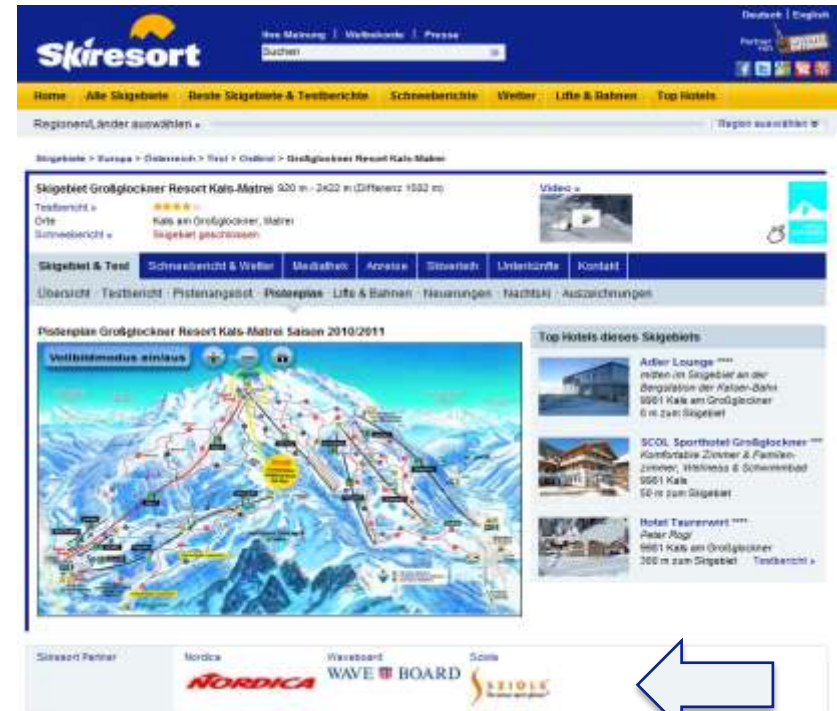 Deutsch | English
Skiresort
Ihre Meinung | Weltrekorde | Presse
Suchen
Partner von
Home Alle Skigebiete Beste Skigebiete & Testberichte Schneeberichte Wetter Lifte & Bahnen Top Hotels
Regionen/Länder auswählen »
Region auswählen
Skigebiete > Europa > Österreich > Tirol > Osttirol > Großglockner Resort Kals-Matrei
Skigebiet Großglockner Resort Kals-Matrei 920 m - 2422 m (Differenz 1502 m)
Video »
Testbericht »
Orte Kals am Großglockner, Matrei
Schneebericht » Skigebiet geschlossen
Skigebiet & Test Schneebericht & Wetter Mediathek Anreise Skiverleih Unterkünfte Kontakt
Übersicht Testbericht Pistenangebot Pistenplan Lifte & Bahnen Neuerungen Nachtski Auszeichnungen
Pistenplan Großglockner Resort Kals-Matrei Saison 2010/2011
Vollbildmodus ein/aus
Top Hotels dieses Skigebiets
Adler Lounge ****
mitten im Skigebiet an der
Bergstation der Kalser-Bahn
9981 Kals am Großglockner
0 m zum Skigebiet
SCOL Sporthotel Großglockner ***
Komfortable Zimmer & Familien-
zimmer, Wellness & Schwimmbad
9981 Kals
50 m zum Skigebiet
Hotel Taurerwirt ****
Peter Rogl
9981 Kals am Großglockner
300 m zum Skigebiet Testbericht »
Skiresort Partner
Nordica
NORDICA
Waveboard
WAVE BOARD
Sziols
SZIOLS